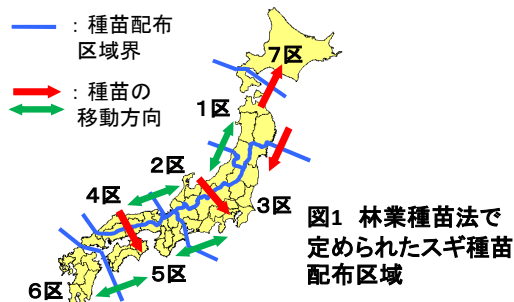 ：種苗配布
区域界
：種苗の
移動方向
7区
1区
2区
4区
3区
5区
6区
図1 林業種苗法で
定められたスギ種苗
配布区域